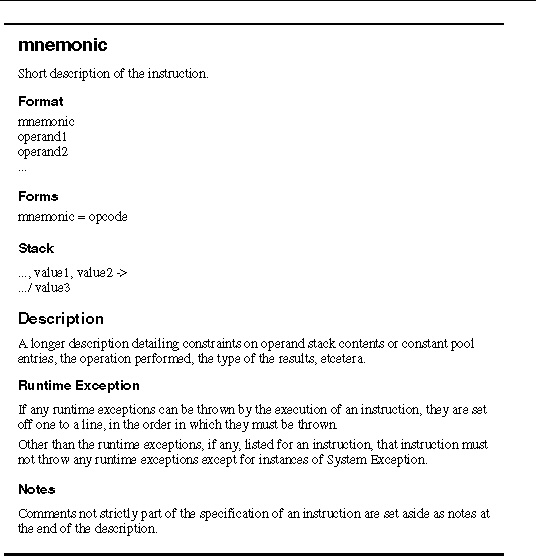 mnemonic
Short description of the instruction.
Format
mnemonic
operand1
operand2
...
Forms
mnemonic = opcode
Stack
..., value1, value2 ->
.../ value3
Description
A longer description detailing constraints on operand stack contents or constant pool
entries, the operation performed, the type of the results, etcetera.
Runtime Exception
If any runtime exceptions can be thrown by the execution of an instruction, they are set
off one to a line, in the order in which they must be thrown.
Other than the runtime exceptions, if any, listed for an instruction, that instruction must
not throw any runtime exceptions except for instances of System Exception.
Notes
Comments not strictly part of the specification of an instruction are set aside as notes at
the end of the description.